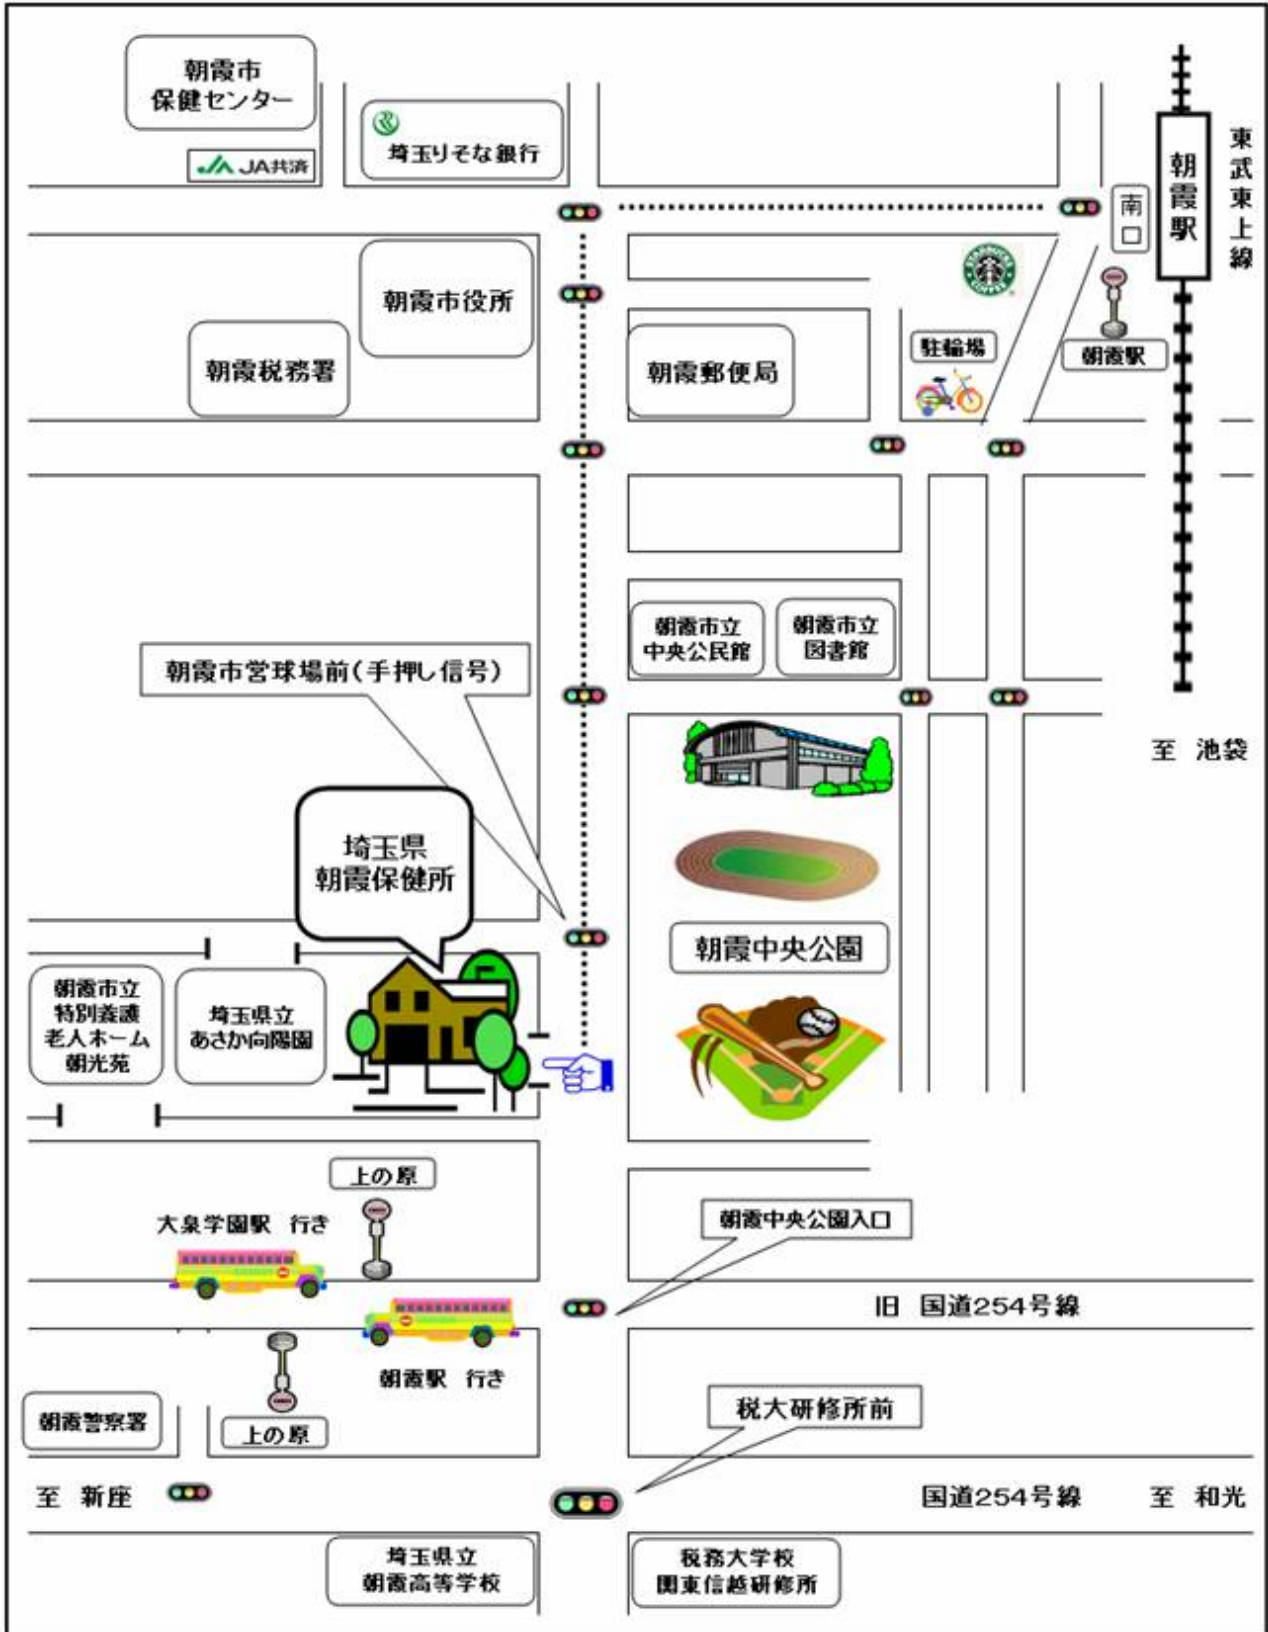 朝霞市
保健センター
JA共済
埼玉りそな銀行
南口
朝霞駅
東武東上線
朝霞市役所
STARBUCKS
朝霞税務署
朝霞郵便局
駐輪場
朝霞駅
朝霞市立
中央公民館
朝霞市立
図書館
朝霞市営球場前(手押し信号)
至 池袋
埼玉県
朝霞保健所
朝霞中央公園
朝霞市立
特別養護
老人ホーム
朝光苑
埼玉県立
あさか向陽園
上の原
大泉学園駅 行き
朝霞中央公園入口
旧 国道254号線
朝霞駅 行き
税大研修所前
朝霞警察署
上の原
至 新座
国道254号線
至 和光
埼玉県立
朝霞高等学校
税務大学校
関東信越研修所